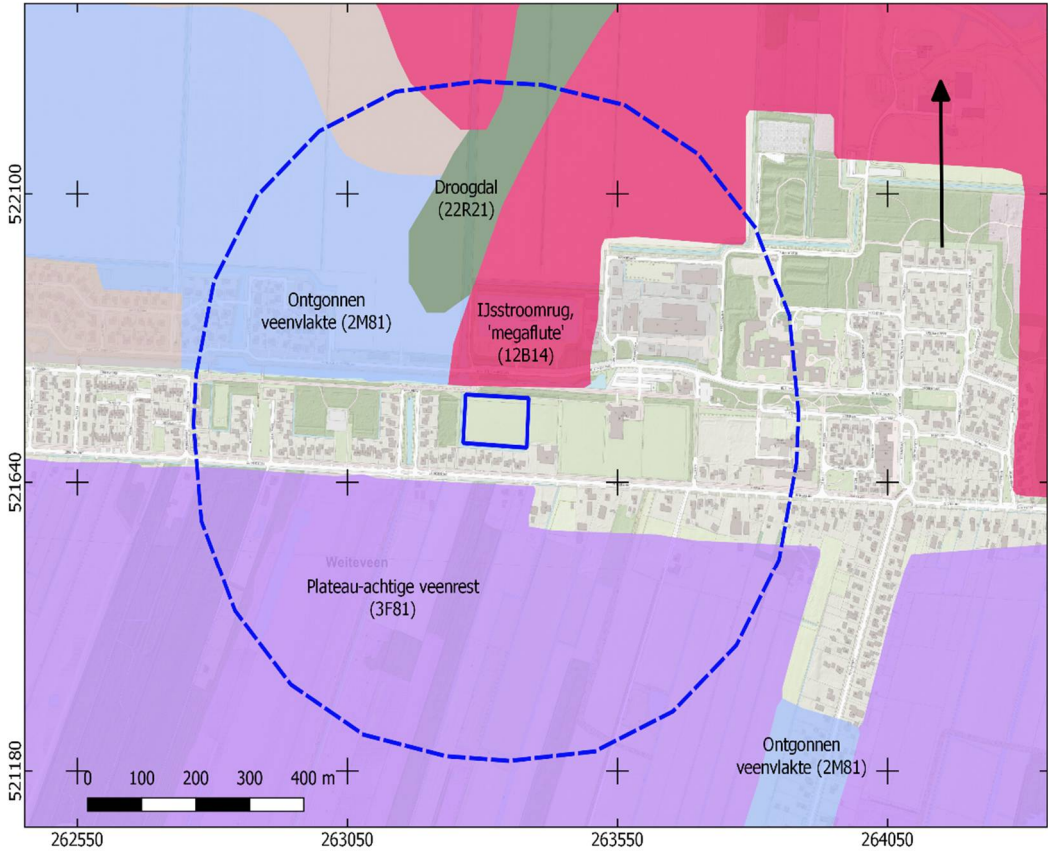 Droogdal
(22R21)
522100
Ontgonnen
veenvlakte (2M81)
IJsstroomrug,
'megaflute'
(12B14)
521640
Weiteveen
Plateau-achtige veenrest
(3F81)
Ontgonnen
veenvlakte (2M81)
521180
0 100 200 300 400 m
262550 263050 263550 264050